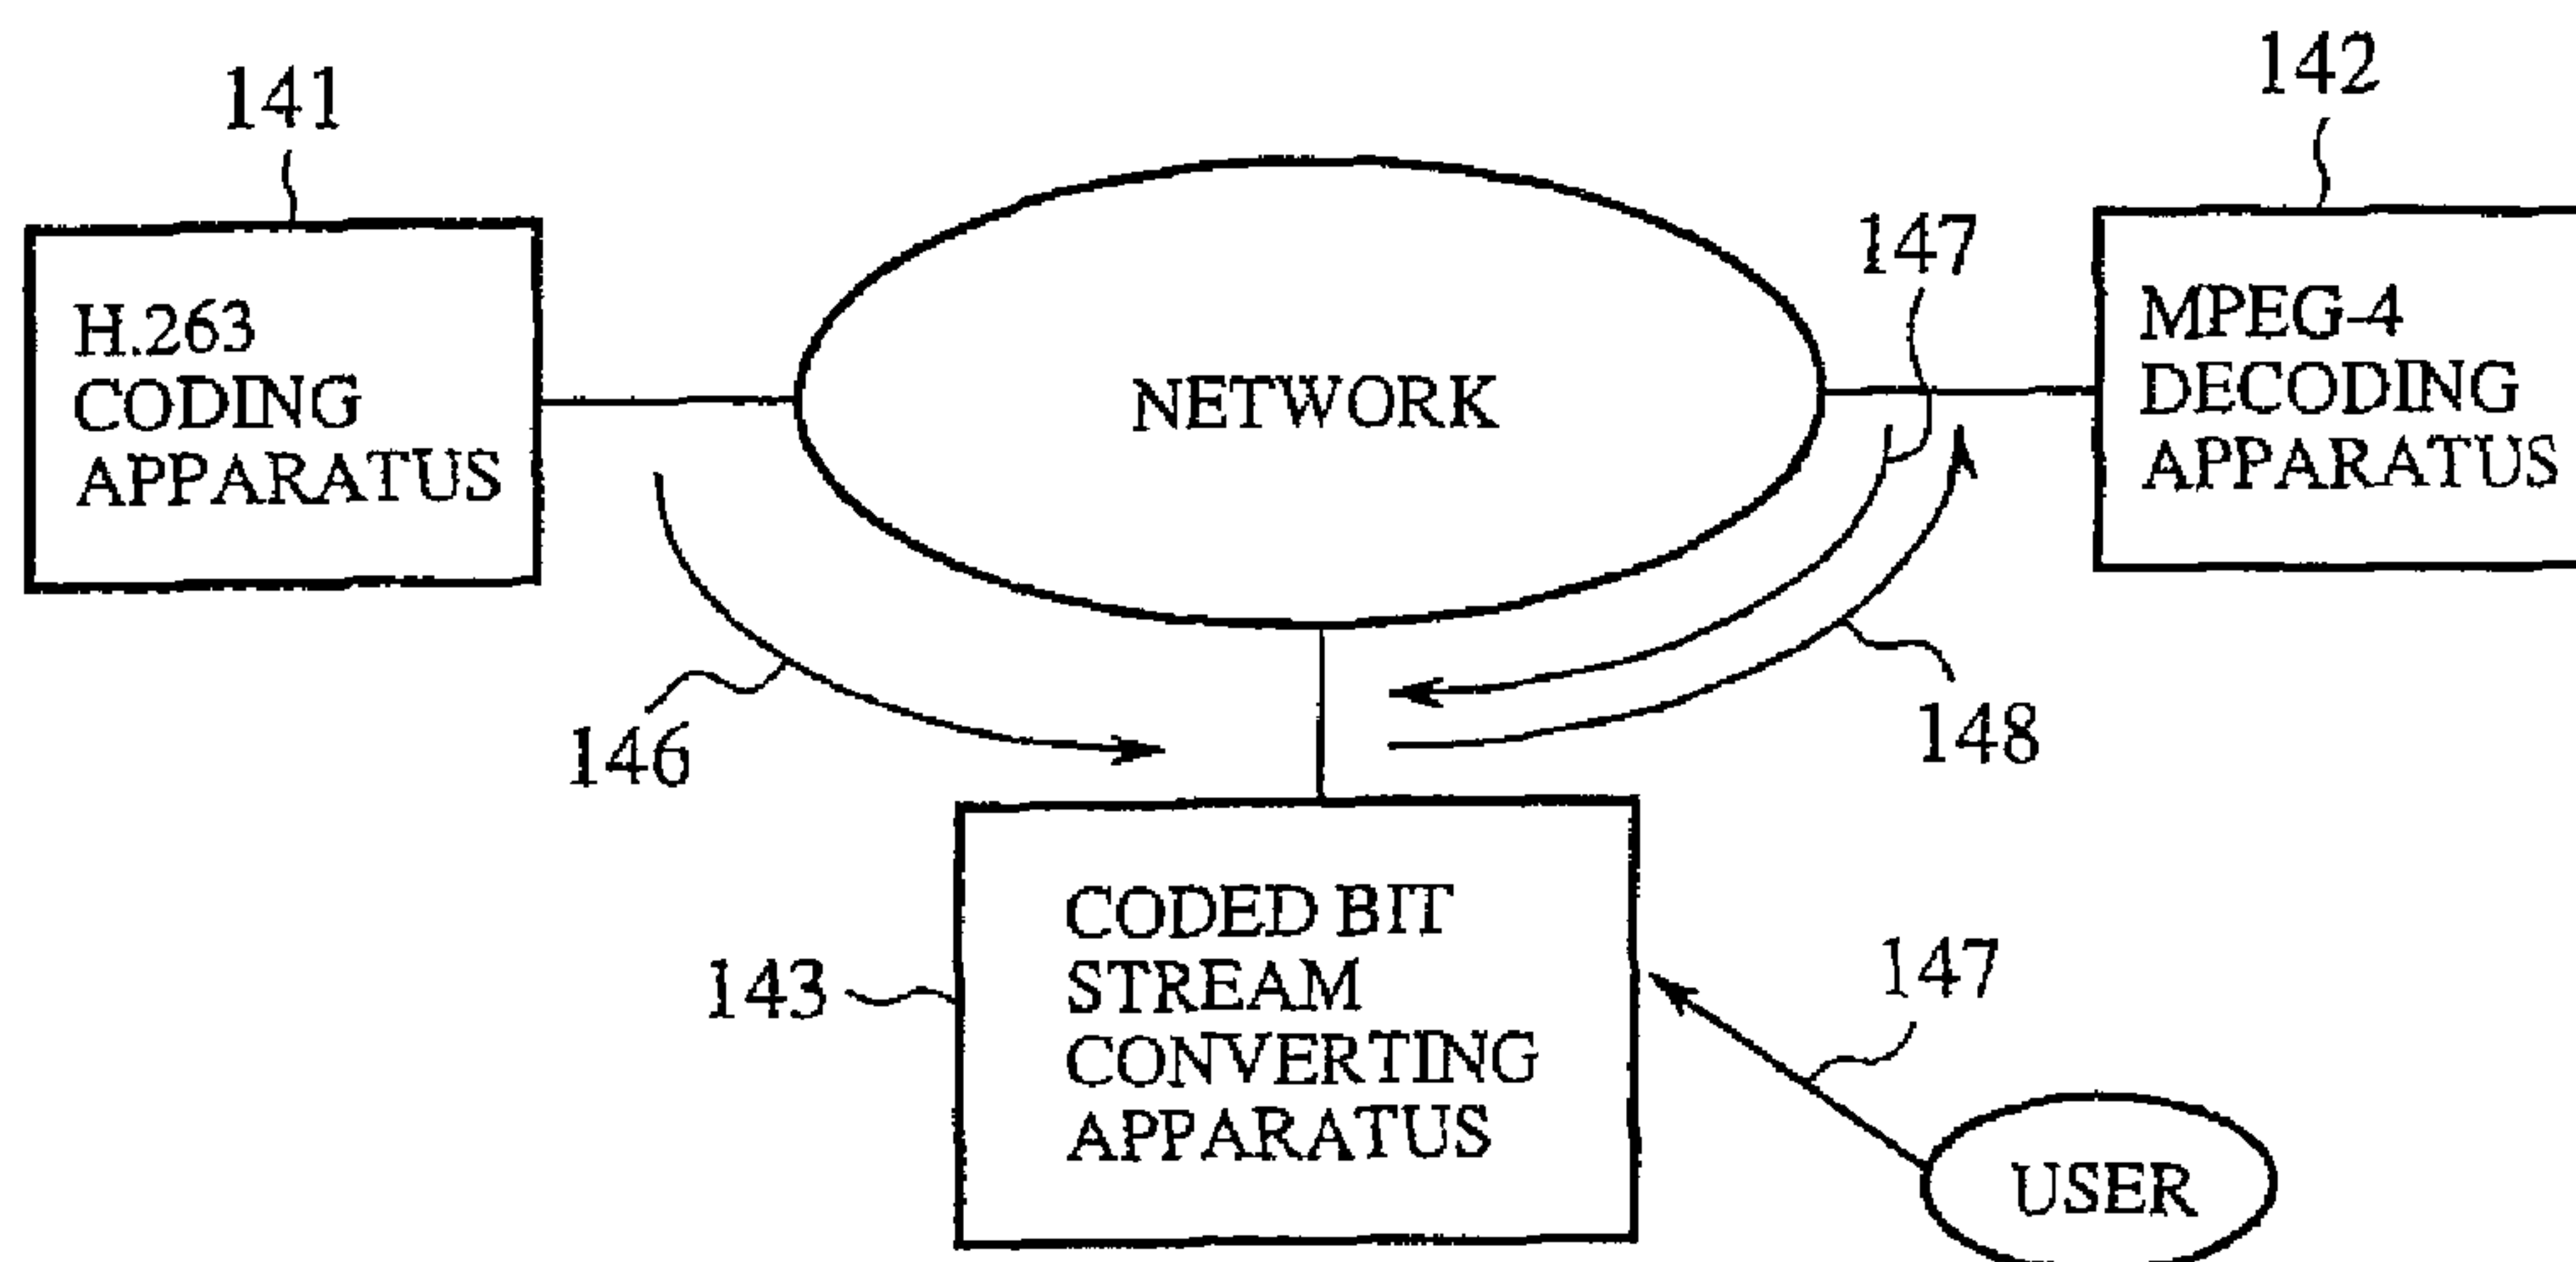 141
142
H.263
CODING
APPARATUS
NETWORK
147
MPEG-4
DECODING
APPARATUS
146
148
143
CODED BIT
STREAM
CONVERTING
APPARATUS
147
USER